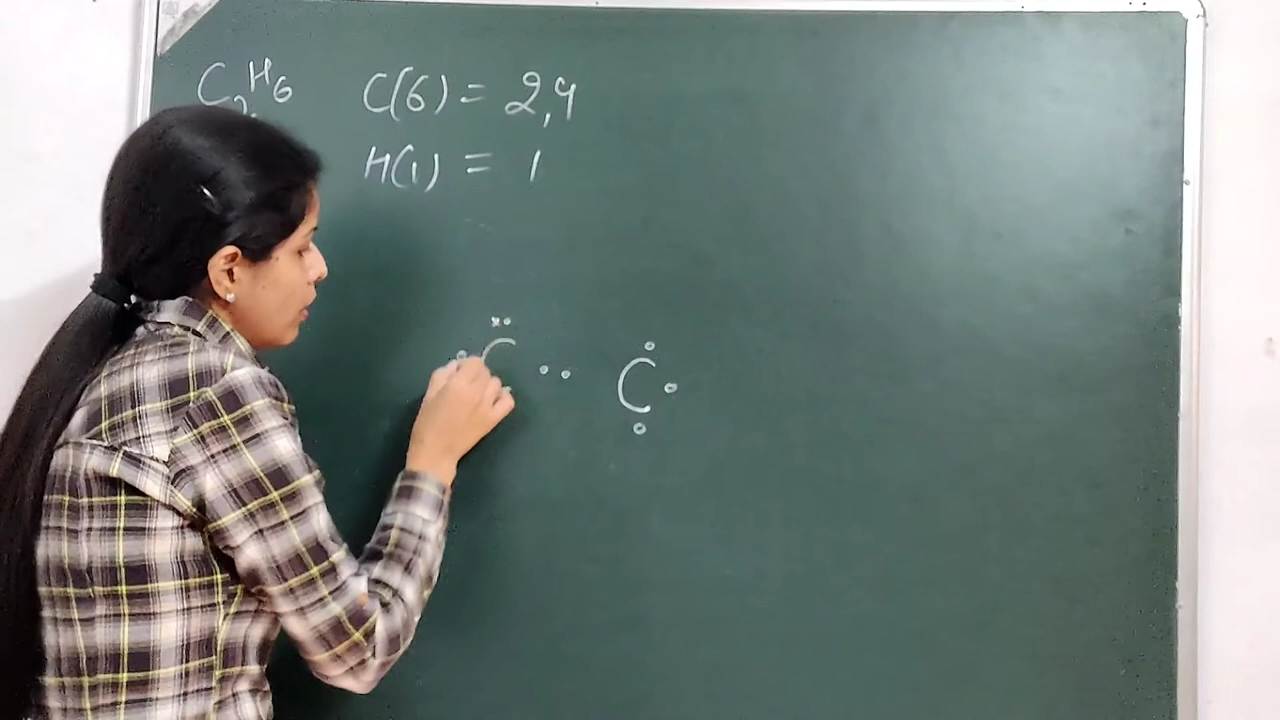 C2H6 C(6) = 2,4
H(1) = 1
C C